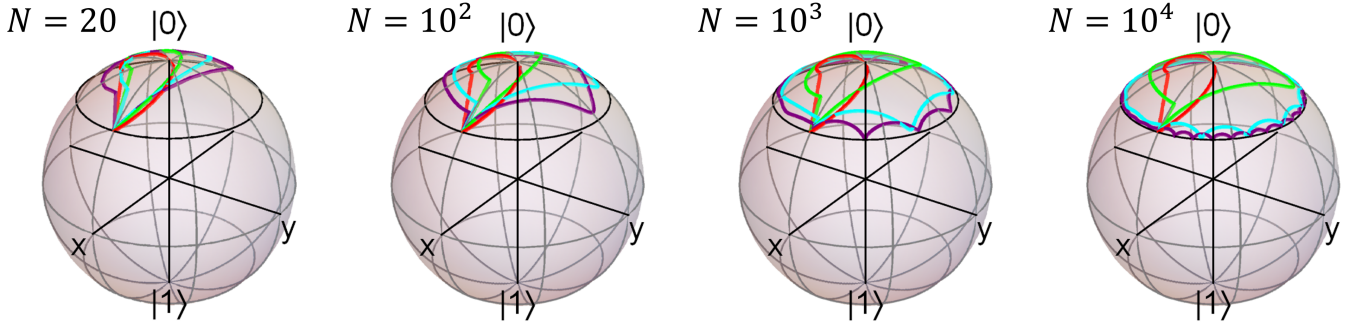 N = 20 |0⟩
x
y
|1⟩
N = 10² |0⟩
x
y
|1⟩
N = 10³ |0⟩
x
y
|1⟩
N = 10⁴ |0⟩
x
y
|1⟩